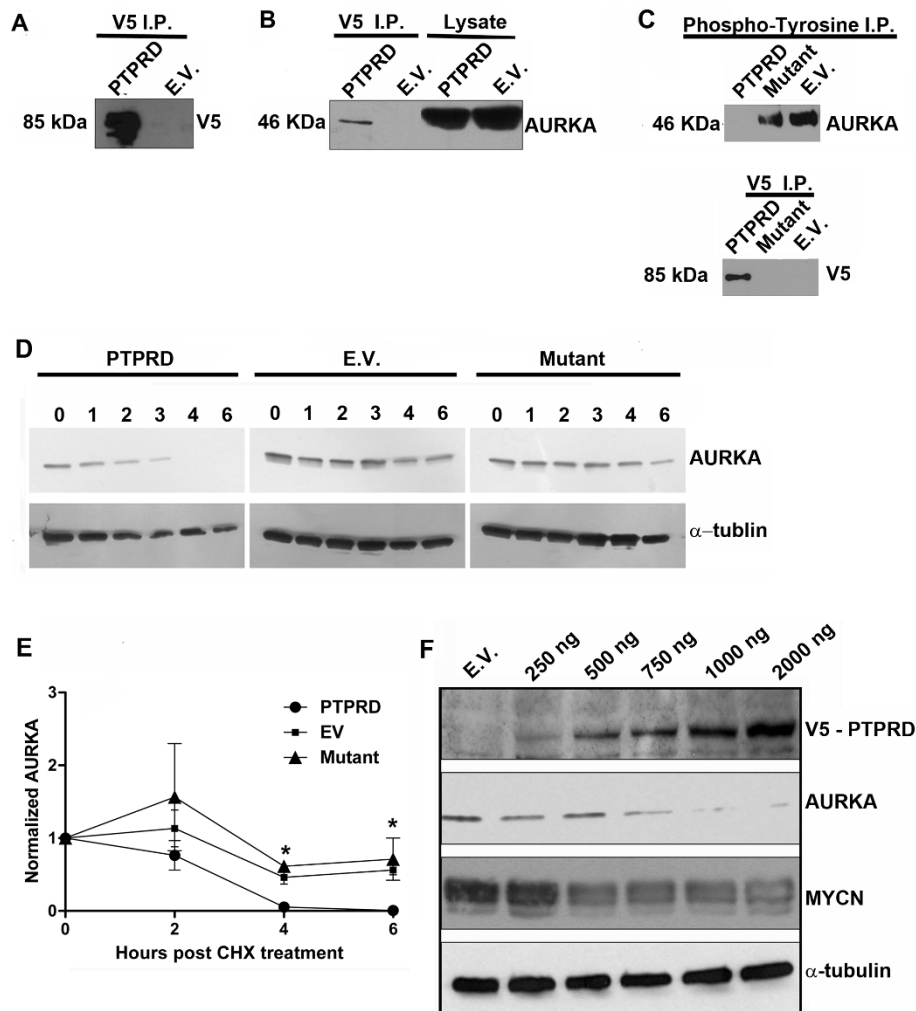 A
V5 I.P.
PTPRD E.V.
85 kDa V5
B
V5 I.P. Lysate
PTPRD E.V. PTPRD E.V.
46 KDa AURKA
C
Phospho-Tyrosine I.P.
PTPRD Mutant E.V.
46 KDa AURKA
V5 I.P.
PTPRD Mutant E.V.
85 kDa V5
D
PTPRD E.V. Mutant
0 1 2 3 4 6 0 1 2 3 4 6 0 1 2 3 4 6
AURKA
α–tublin
E
Normalized AURKA
3
2
1
0
0 2 4 6
Hours post CHX treatment
PTPRD
EV
Mutant
* *
F
E.V. 250 ng 500 ng 750 ng 1000 ng 2000 ng
V5 - PTPRD
AURKA
MYCN
α-tubulin